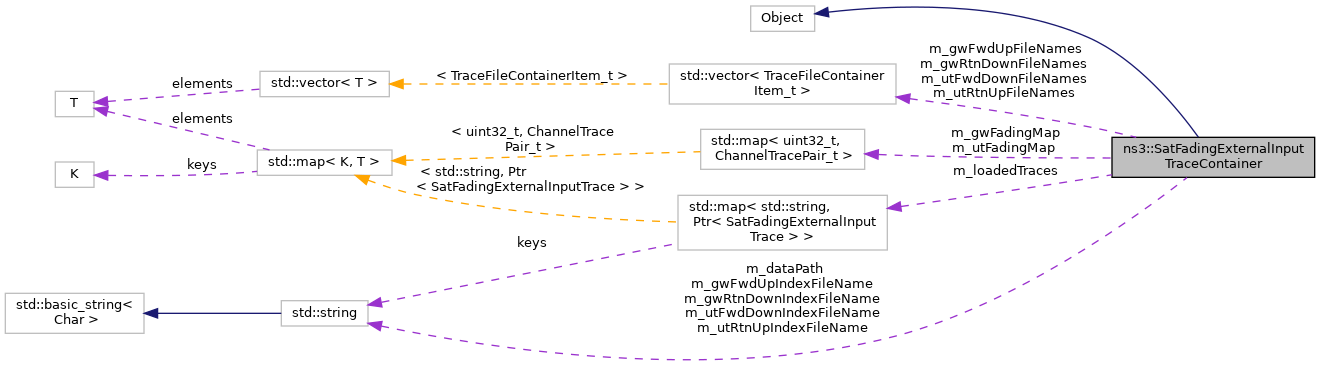 Object
m_gwFwdUpFileNames
m_gwRtnDownFileNames
m_utFwdDownFileNames
m_utRtnUpFileNames
elements
std::vector< T >
< TraceFileContainerItem_t >
std::vector< TraceFileContainer
Item_t >
T
elements
< uint32_t, ChannelTrace
Pair_t >
std::map< uint32_t,
ChannelTracePair_t >
m_gwFadingMap
m_utFadingMap
ns3::SatFadingExternalInput
TraceContainer
K
keys
std::map< K, T >
< std::string, Ptr
< SatFadingExternalInputTrace > >
m_loadedTraces
std::map< std::string,
Ptr< SatFadingExternalInput
Trace > >
keys
m_dataPath
m_gwFwdUpIndexFileName
m_gwRtnDownIndexFileName
m_utFwdDownIndexFileName
m_utRtnUpIndexFileName
std::basic_string<
Char >
std::string